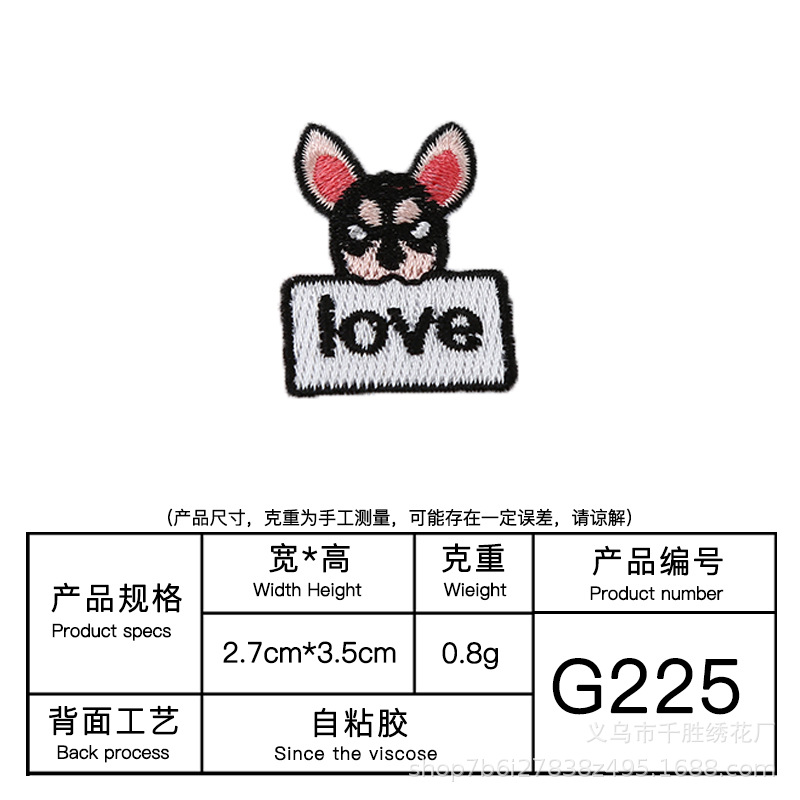 love
(产品尺寸，克重为手工测量，可能存在一定误差，请谅解)
产品规格
Product specs
宽*高
Width Height
克重
Wieight
产品编号
Product number
2.7cm*3.5cm
0.8g
G225
背面工艺
Back process
自粘胶
Since the viscose
义乌市千胜绣花厂
shop7b6i27838z495.1688.com